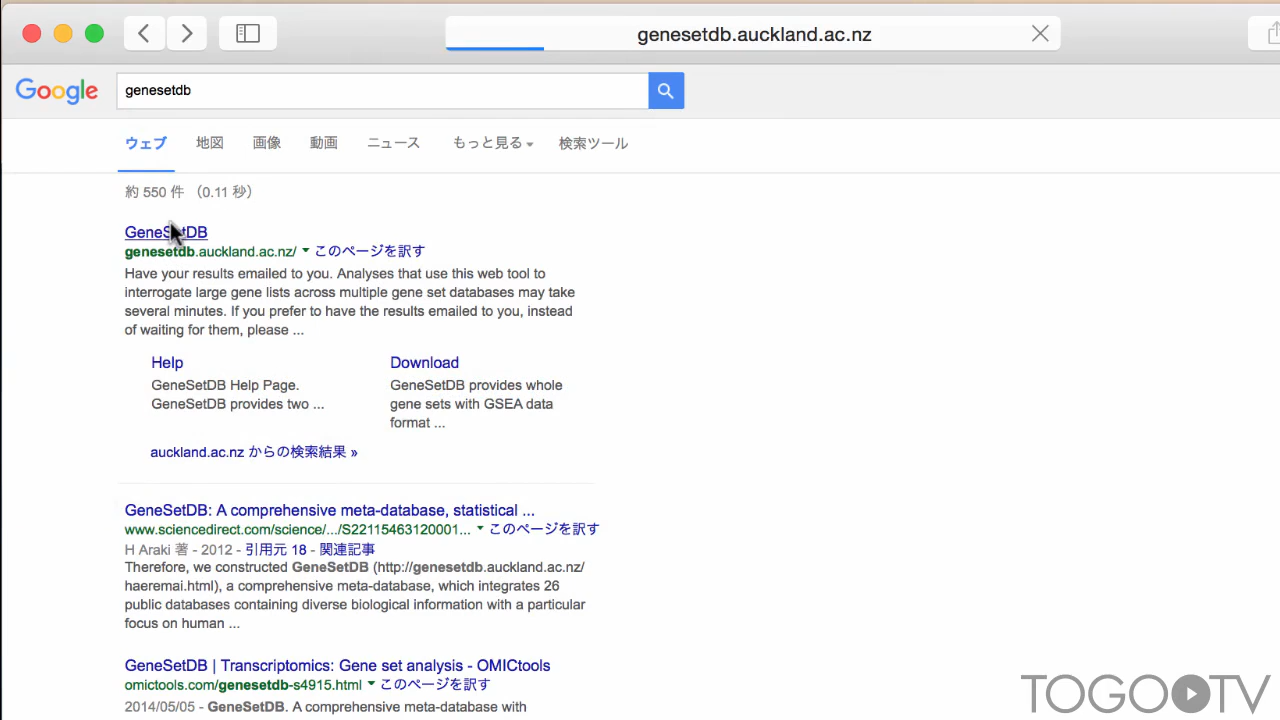 genesetdb.auckland.ac.nz
Google
genesetdb
ウェブ 地図 画像 動画 ニュース もっと見る 検索ツール
約 550 件 (0.11 秒)
GeneSetDB
genesetdb.auckland.ac.nz/ このページを訳す
Have your results emailed to you. Analyses that use this web tool to
interrogate large gene lists across multiple gene set databases may take
several minutes. If you prefer to have the results emailed to you, instead
of waiting for them, please ...
Help Download
GeneSetDB Help Page. GeneSetDB provides whole
GeneSetDB provides two ... gene sets with GSEA data
format ...
auckland.ac.nz からの検索結果 »
GeneSetDB: A comprehensive meta-database, statistical ...
www.sciencedirect.com/science/.../S22115463120001... このページを訳す
H Araki 著 - 2012 - 引用元 18 - 関連記事
Therefore, we constructed GeneSetDB (http://genesetdb.auckland.ac.nz/
haeremai.html), a comprehensive meta-database, which integrates 26
public databases containing diverse biological information with a particular
focus on human ...
GeneSetDB | Transcriptomics: Gene set analysis - OMICtools
omictools.com/genesetdb-s4915.html このページを訳す
2014/05/05 - GeneSetDB. A comprehensive meta-database with
TOGO TV